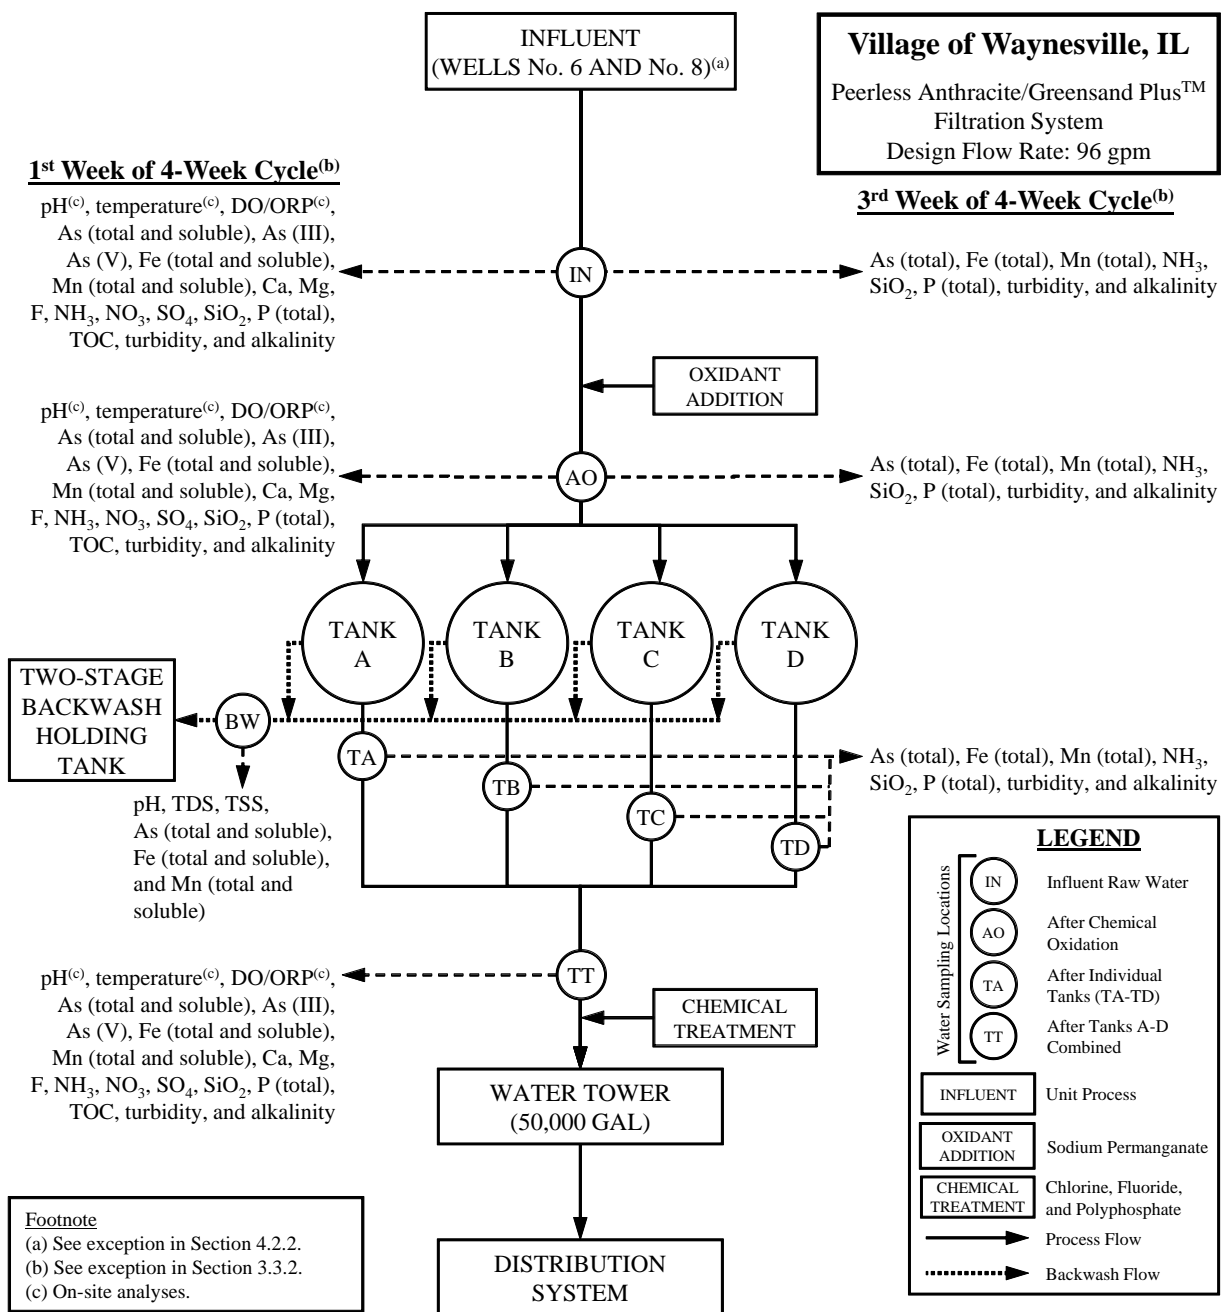 INFLUENT
(WELLS No. 6 AND No. 8)(a)
Village of Waynesville, IL
Peerless Anthracite/Greensand Plus™
Filtration System
Design Flow Rate: 96 gpm
1st Week of 4-Week Cycle(b)
3rd Week of 4-Week Cycle(b)
pH(c), temperature(c), DO/ORP(c),
As (total and soluble), As (III),
As (V), Fe (total and soluble),
Mn (total and soluble), Ca, Mg,
F, NH3, NO3, SO4, SiO2, P (total),
TOC, turbidity, and alkalinity
IN
As (total), Fe (total), Mn (total), NH3,
SiO2, P (total), turbidity, and alkalinity
OXIDANT
ADDITION
pH(c), temperature(c), DO/ORP(c),
As (total and soluble), As (III),
As (V), Fe (total and soluble),
Mn (total and soluble), Ca, Mg,
F, NH3, NO3, SO4, SiO2, P (total),
TOC, turbidity, and alkalinity
AO
As (total), Fe (total), Mn (total), NH3,
SiO2, P (total), turbidity, and alkalinity
TANK
A
TANK
B
TANK
C
TANK
D
TWO-STAGE
BACKWASH
HOLDING
TANK
BW
TA
TB
TC
TD
As (total), Fe (total), Mn (total), NH3,
SiO2, P (total), turbidity, and alkalinity
pH, TDS, TSS,
As (total and soluble),
Fe (total and soluble),
and Mn (total and
soluble)
pH(c), temperature(c), DO/ORP(c),
As (total and soluble), As (III),
As (V), Fe (total and soluble),
Mn (total and soluble), Ca, Mg,
F, NH3, NO3, SO4, SiO2, P (total),
TOC, turbidity, and alkalinity
TT
CHEMICAL
TREATMENT
WATER TOWER
(50,000 GAL)
DISTRIBUTION
SYSTEM
LEGEND
Water Sampling Locations
IN
Influent Raw Water
AO
After Chemical
Oxidation
TA
After Individual
Tanks (TA-TD)
TT
After Tanks A-D
Combined
INFLUENT
Unit Process
OXIDANT
ADDITION
Sodium Permanganate
CHEMICAL
TREATMENT
Chlorine, Fluoride,
and Polyphosphate
Process Flow
Backwash Flow
Footnote
(a) See exception in Section 4.2.2.
(b) See exception in Section 3.3.2.
(c) On-site analyses.